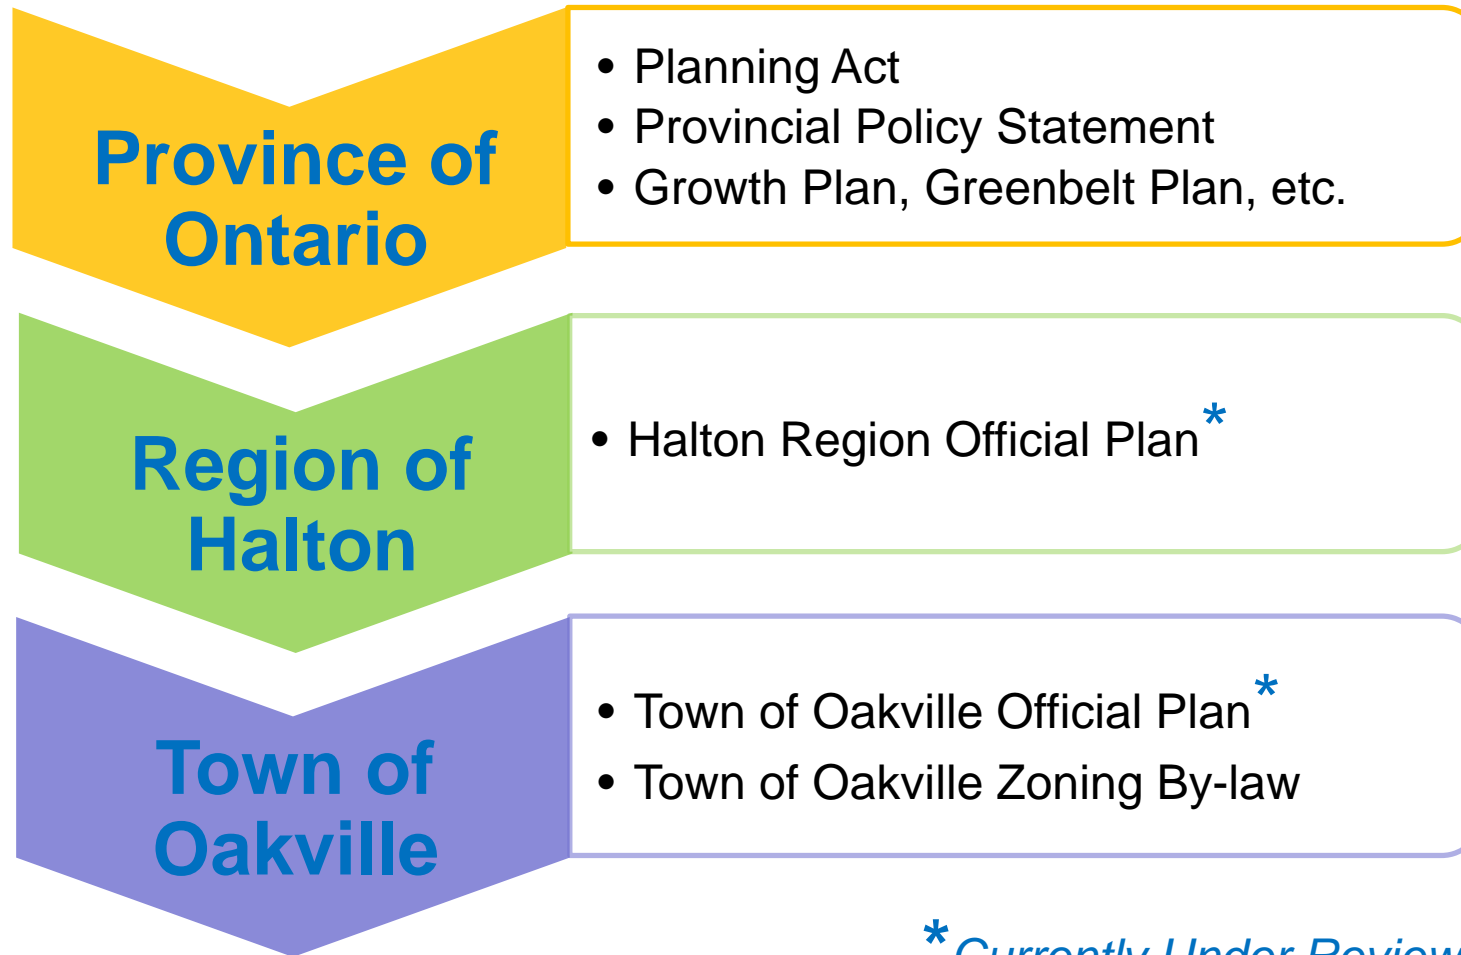 Province of
Ontario
• Planning Act
• Provincial Policy Statement
• Growth Plan, Greenbelt Plan, etc.
Region of
Halton
• Halton Region Official Plan*
Town of
Oakville
• Town of Oakville Official Plan*
• Town of Oakville Zoning By-law
*Currently Under Review